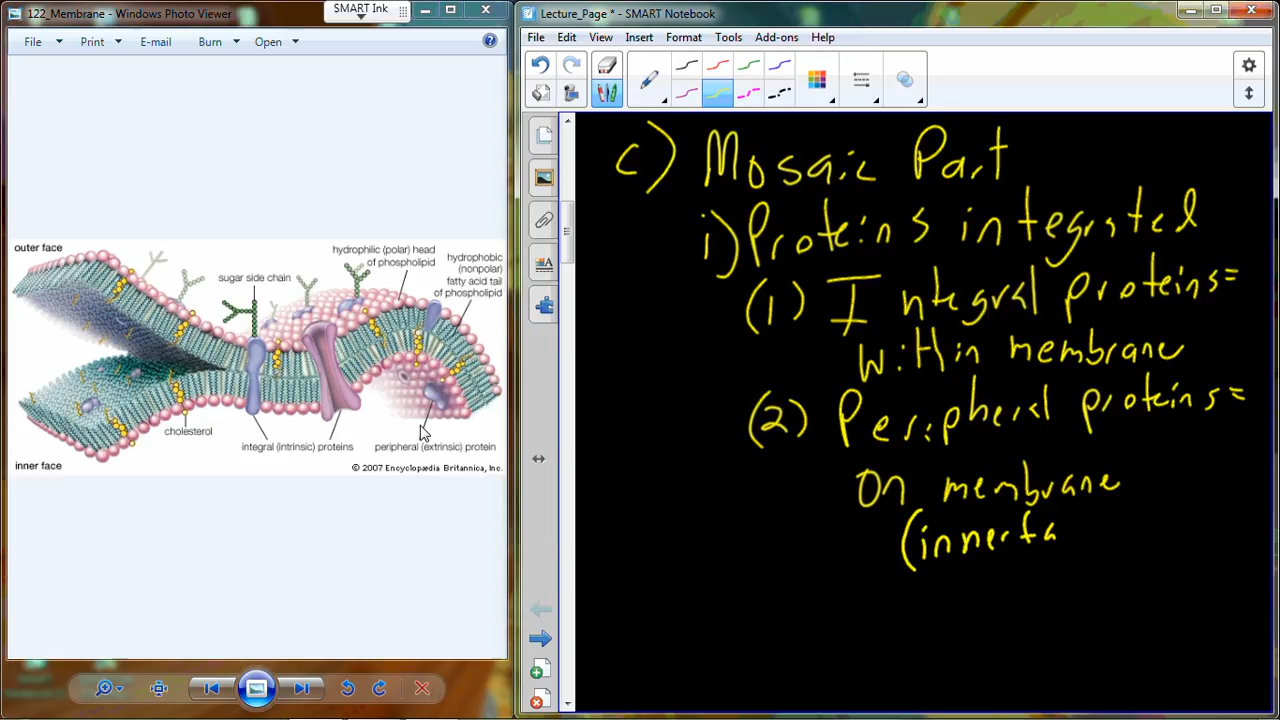 122_Membrane - Windows Photo Viewer
SMART Ink
File Print E-mail Burn Open
outer face
hydrophilic (polar) head
of phospholipid
hydrophobic
(nonpolar)
fatty acid tail
of phospholipid
sugar side chain
cholesterol
integral (intrinsic) proteins
peripheral (extrinsic) protein
inner face
© 2007 Encyclopædia Britannica, Inc.
Lecture_Page * - SMART Notebook
File Edit View Insert Format Tools Add-ons Help
c) Mosaic Part
i) Proteins integrated
(1) Integral proteins=
within membrane
(2) Peripheral proteins=
on membrane
(inner fa